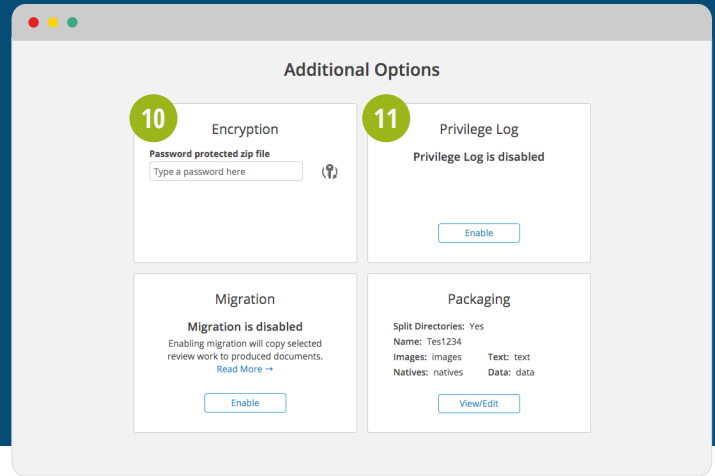 Additional Options
10
Encryption
Password protected zip file
Type a password here
11
Privilege Log
Privilege Log is disabled
Enable
Migration
Migration is disabled
Enabling migration will copy selected
review work to produced documents.
Read More →
Enable
Packaging
Split Directories: Yes
Name: Tes1234
Images: images Text: text
Natives: natives Data: data
View/Edit